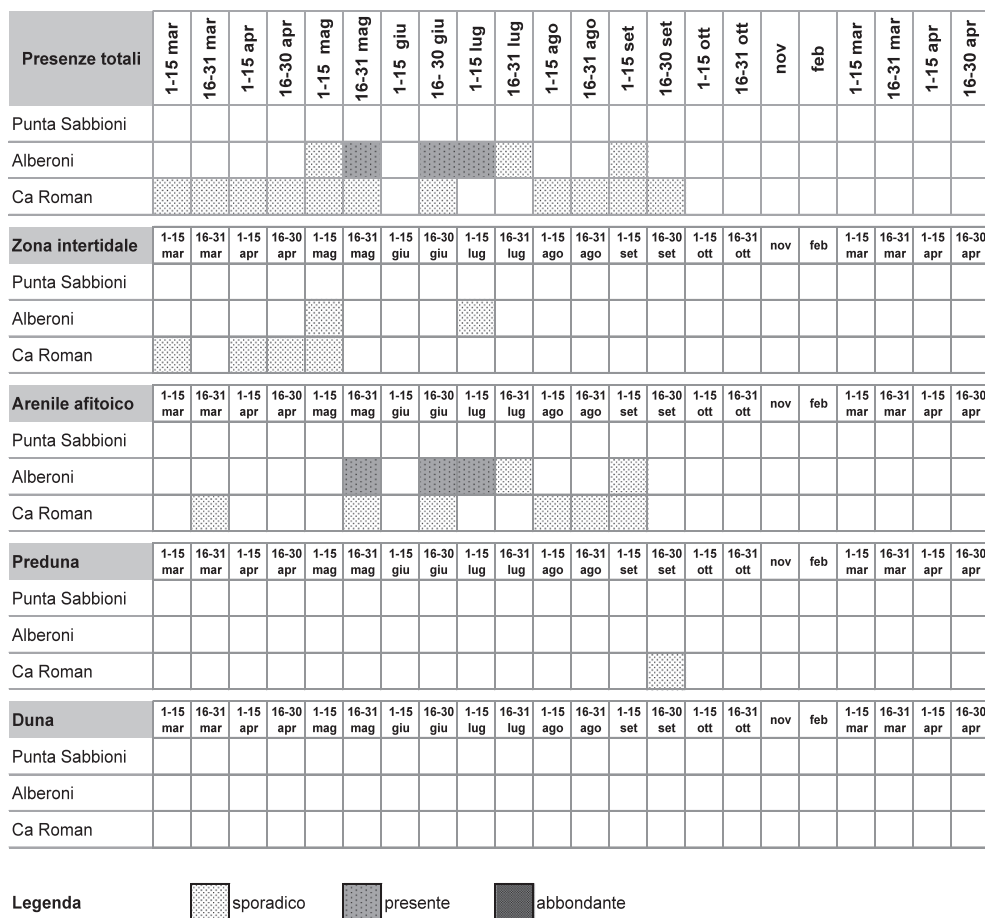 Presenze totali 1-15 mar 16-31 mar 1-15 apr 16-30 apr 1-15 mag 16-31 mag 1-15 giu 16- 30 giu 1-15 lug 16-31 lug 1-15 ago 16-31 ago 1-15 set 16-30 set 1-15 ott 16-31 ott nov feb 1-15 mar 16-31 mar 1-15 apr 16-30 apr
Punta Sabbioni
Alberoni
Ca Roman
Zona intertidale 1-15 mar 16-31 mar 1-15 apr 16-30 apr 1-15 mag 16-31 mag 1-15 giu 16-30 giu 1-15 lug 16-31 lug 1-15 ago 16-31 ago 1-15 set 16-30 set 1-15 ott 16-31 ott nov feb 1-15 mar 16-31 mar 1-15 apr 16-30 apr
Punta Sabbioni
Alberoni
Ca Roman
Arenile afitoico 1-15 mar 16-31 mar 1-15 apr 16-30 apr 1-15 mag 16-31 mag 1-15 giu 16-30 giu 1-15 lug 16-31 lug 1-15 ago 16-31 ago 1-15 set 16-30 set 1-15 ott 16-31 ott nov feb 1-15 mar 16-31 mar 1-15 apr 16-30 apr
Punta Sabbioni
Alberoni
Ca Roman
Preduna 1-15 mar 16-31 mar 1-15 apr 16-30 apr 1-15 mag 16-31 mag 1-15 giu 16-30 giu 1-15 lug 16-31 lug 1-15 ago 16-31 ago 1-15 set 16-30 set 1-15 ott 16-31 ott nov feb 1-15 mar 16-31 mar 1-15 apr 16-30 apr
Punta Sabbioni
Alberoni
Ca Roman
Duna 1-15 mar 16-31 mar 1-15 apr 16-30 apr 1-15 mag 16-31 mag 1-15 giu 16-30 giu 1-15 lug 16-31 lug 1-15 ago 16-31 ago 1-15 set 16-30 set 1-15 ott 16-31 ott nov feb 1-15 mar 16-31 mar 1-15 apr 16-30 apr
Punta Sabbioni
Alberoni
Ca Roman
Legenda sporadico presente abbondante